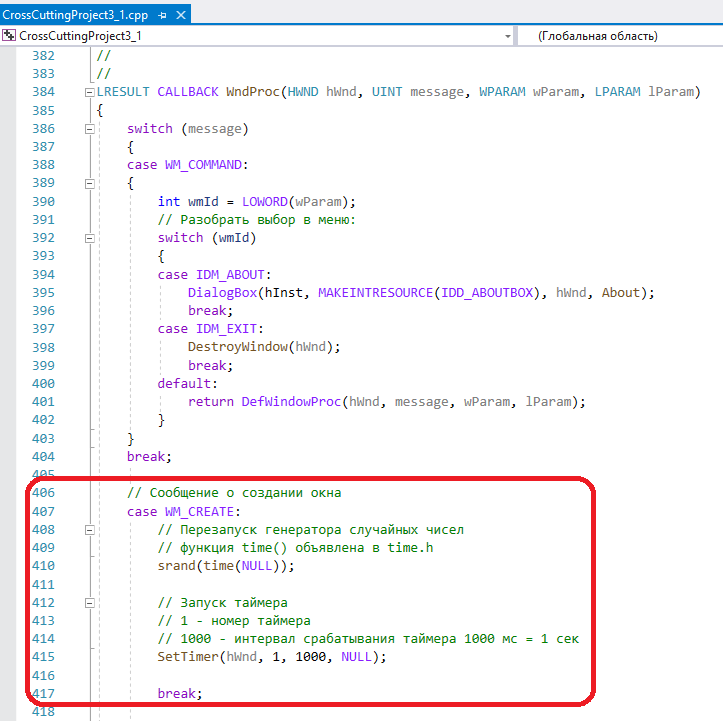 CrossCuttingProject3_1.cpp
CrossCuttingProject3_1 (Глобальная область)
382 //
383 //
384 LRESULT CALLBACK WndProc(HWND hWnd, UINT message, WPARAM wParam, LPARAM lParam)
385 {
386 switch (message)
387 {
388 case WM_COMMAND:
389 {
390 int wmId = LOWORD(wParam);
391 // Разобрать выбор в меню:
392 switch (wmId)
393 {
394 case IDM_ABOUT:
395 DialogBox(hInst, MAKEINTRESOURCE(IDD_ABOUTBOX), hWnd, About);
396 break;
397 case IDM_EXIT:
398 DestroyWindow(hWnd);
399 break;
400 default:
401 return DefWindowProc(hWnd, message, wParam, lParam);
402 }
403 }
404 break;
405
406 // Сообщение о создании окна
407 case WM_CREATE:
408 // Перезапуск генератора случайных чисел
409 // функция time() объявлена в time.h
410 srand(time(NULL));
411
412 // Запуск таймера
413 // 1 - номер таймера
414 // 1000 - интервал срабатывания таймера 1000 мс = 1 сек
415 SetTimer(hWnd, 1, 1000, NULL);
416
417 break;
418